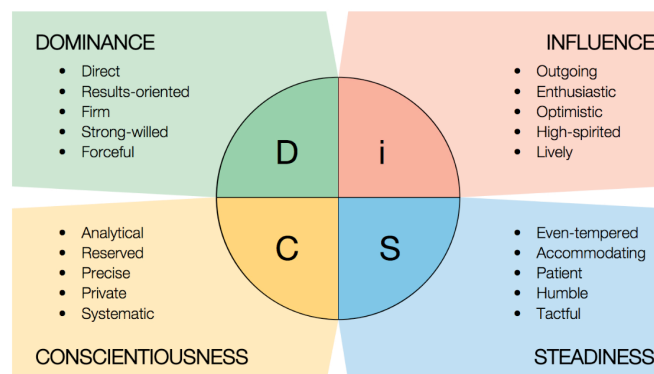 DOMINANCE
• Direct
• Results-oriented
• Firm
• Strong-willed
• Forceful
INFLUENCE
• Outgoing
• Enthusiastic
• Optimistic
• High-spirited
• Lively
D
i
C
S
• Analytical
• Reserved
• Precise
• Private
• Systematic
CONSCIENTIOUSNESS
• Even-tempered
• Accommodating
• Patient
• Humble
• Tactful
STEADINESS